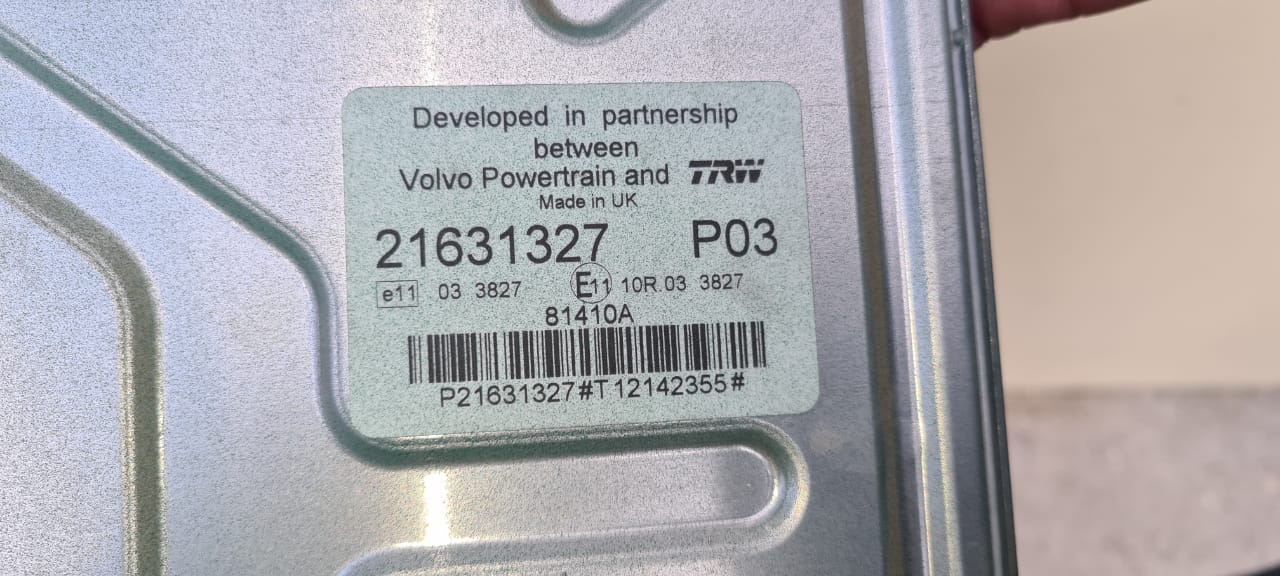 Developed in partnership
between
Volvo Powertrain and TRW
Made in UK
21631327 P03
e11 03 3827 E11 10R.03 3827
81410A
P21631327#T12142355#